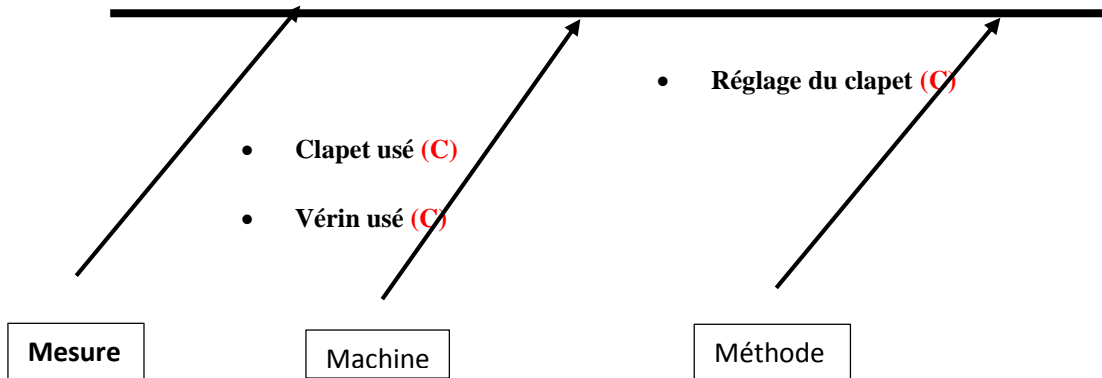 • Réglage du clapet (C)
• Clapet usé (C)
• Vérin usé (C)
Mesure
Machine
Méthode